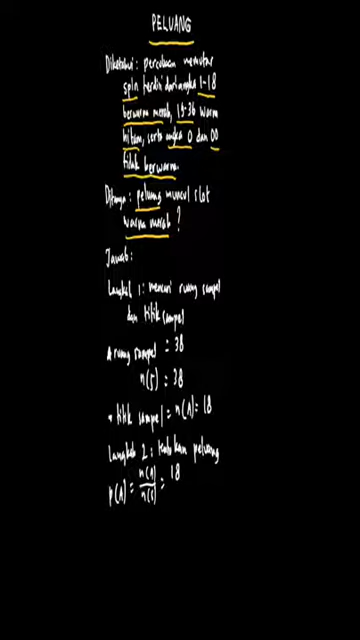 PELUANG
Diketahui: percobaan memutar
spin terdiri dari angka 1-18
berwarna merah, 19-36 warna
hitam, serta angka 0 dan 00
tidak berwarna.
Ditanya: peluang muncul slot
warna merah?
Jawab:
Langkah 1: mencari ruang sampel
dan titik sampel
• ruang sampel = 38
n(S) = 38
• titik sampel = n(A) = 18
Langkah 2: tentukan peluang
P(A) = n(A)/n(S) = 18